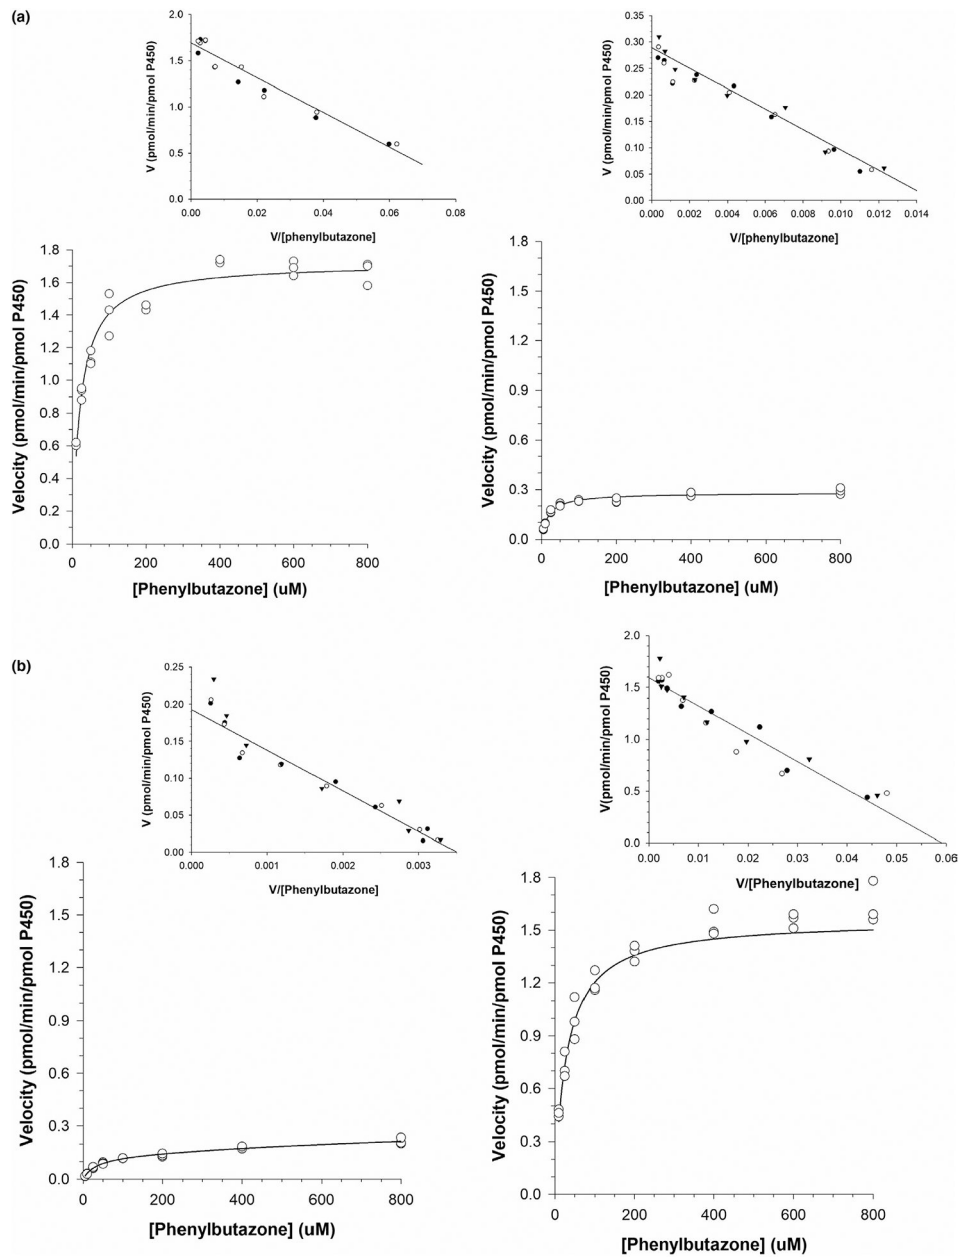 (a)
2.0
1.5
1.0
0.5
0.0
V (pmol/min/pmol P450)
0.00 0.02 0.04 0.06 0.08
V/[phenylbutazone]
0.35
0.30
0.25
0.20
0.15
0.10
0.05
0.00
V (pmol/min/pmol P450)
0.000 0.002 0.004 0.006 0.008 0.010 0.012 0.014
V/[phenylbutazone]
1.8
1.6
1.4
1.2
1.0
0.8
0.6
0.4
0.2
0.0
Velocity (pmol/min/pmol P450)
0 200 400 600 800
[Phenylbutazone] (uM)
1.8
1.5
1.2
0.9
0.6
0.3
0.0
Velocity (pmol/min/pmol P450)
0 200 400 600 800
[Phenylbutazone] (uM)
(b)
0.25
0.20
0.15
0.10
0.05
0.00
V (pmol/min/pmol P450)
0.000 0.001 0.002 0.003
V/[Phenylbutazone]
2.0
1.5
1.0
0.5
0.0
V(pmol/min/pmol P450)
0.00 0.01 0.02 0.03 0.04 0.05 0.06
V/[Phenylbutazone]
1.8
1.5
1.2
0.9
0.6
0.3
0.0
Velocity (pmol/min/pmol P450)
0 200 400 600 800
[Phenylbutazone] (uM)
1.8
1.5
1.2
0.9
0.6
0.3
0.0
Velocity (pmol/min/pmol P450)
0 200 400 600 800
[Phenylbutazone] (uM)